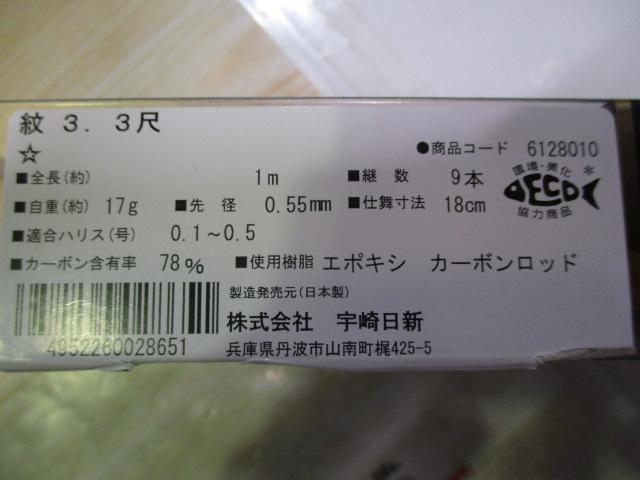 紋 3.3尺
☆
●商品コード 6128010
■全長(約) 1m ■継 数 9本
■自重(約) 17g ■先 径 0.55mm ■仕舞寸法 18cm
■適合ハリス(号) 0.1～0.5
■カーボン含有率 78% ■使用樹脂 エポキシ カーボンロッド
環境・美化
DECO
協力商品
製造発売元(日本製)
株式会社 宇崎日新
4952260028651
兵庫県丹波市山南町梶425-5